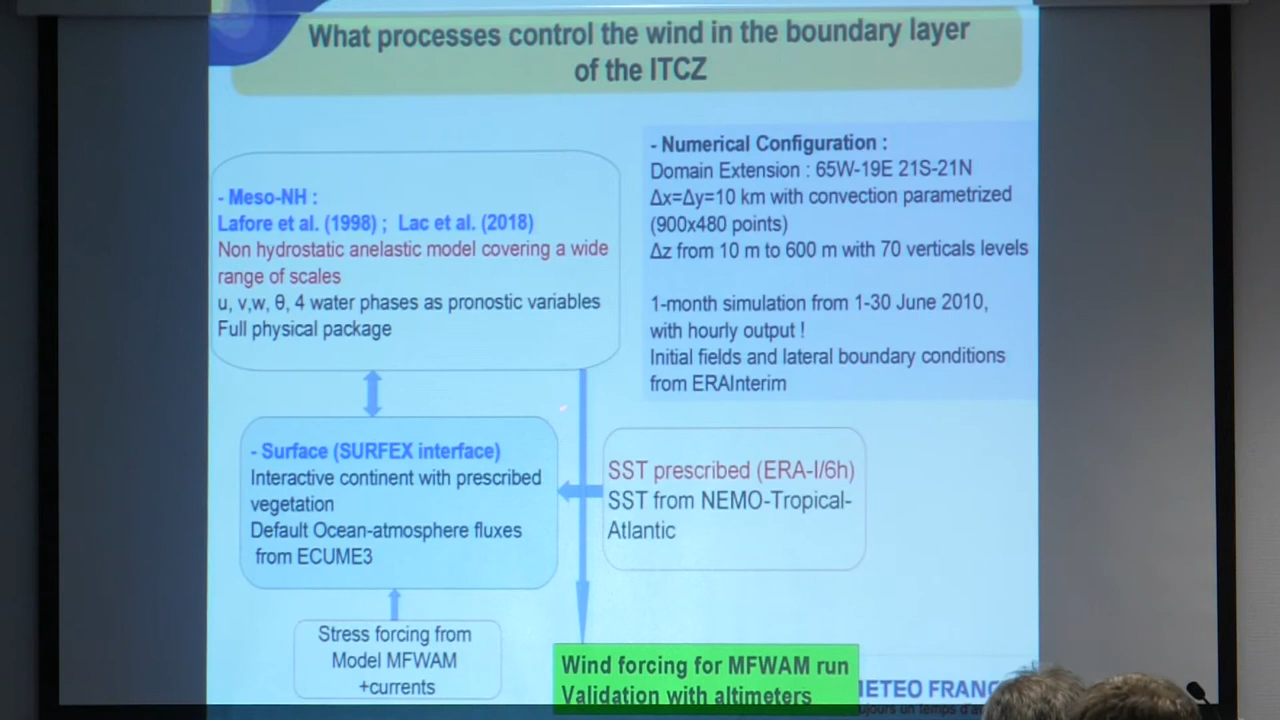 What processes control the wind in the boundary layer
of the ITCZ
- Meso-NH :
Lafore et al. (1998) ; Lac et al. (2018)
Non hydrostatic anelastic model covering a wide
range of scales
u, v,w, θ, 4 water phases as pronostic variables
Full physical package
- Numerical Configuration :
Domain Extension : 65W-19E 21S-21N
Δx=Δy=10 km with convection parametrized
(900x480 points)
Δz from 10 m to 600 m with 70 verticals levels
1-month simulation from 1-30 June 2010,
with hourly output !
Initial fields and lateral boundary conditions
from ERAInterim
- Surface (SURFEX interface)
Interactive continent with prescribed
vegetation
Default Ocean-atmosphere fluxes
from ECUME3
SST prescribed (ERA-I/6h)
SST from NEMO-Tropical-
Atlantic
Stress forcing from
Model MFWAM
+currents
Wind forcing for MFWAM run
Validation with altimeters
METEO FRANC
un temps